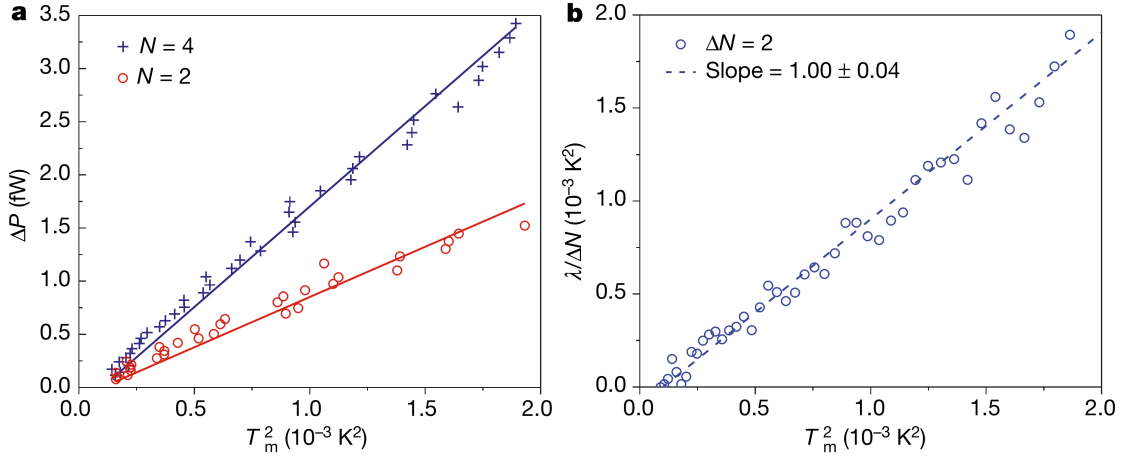 a
3.5
3.0
2.5
2.0
1.5
1.0
0.5
0.0
ΔP (fW)
N = 4
N = 2
0.0 0.5 1.0 1.5 2.0
T²ₘ (10⁻³ K²)
b
2.0
1.5
1.0
0.5
0.0
λ/ΔN (10⁻³ K²)
ΔN = 2
Slope = 1.00 ± 0.04
0.0 0.5 1.0 1.5 2.0
T²ₘ (10⁻³ K²)